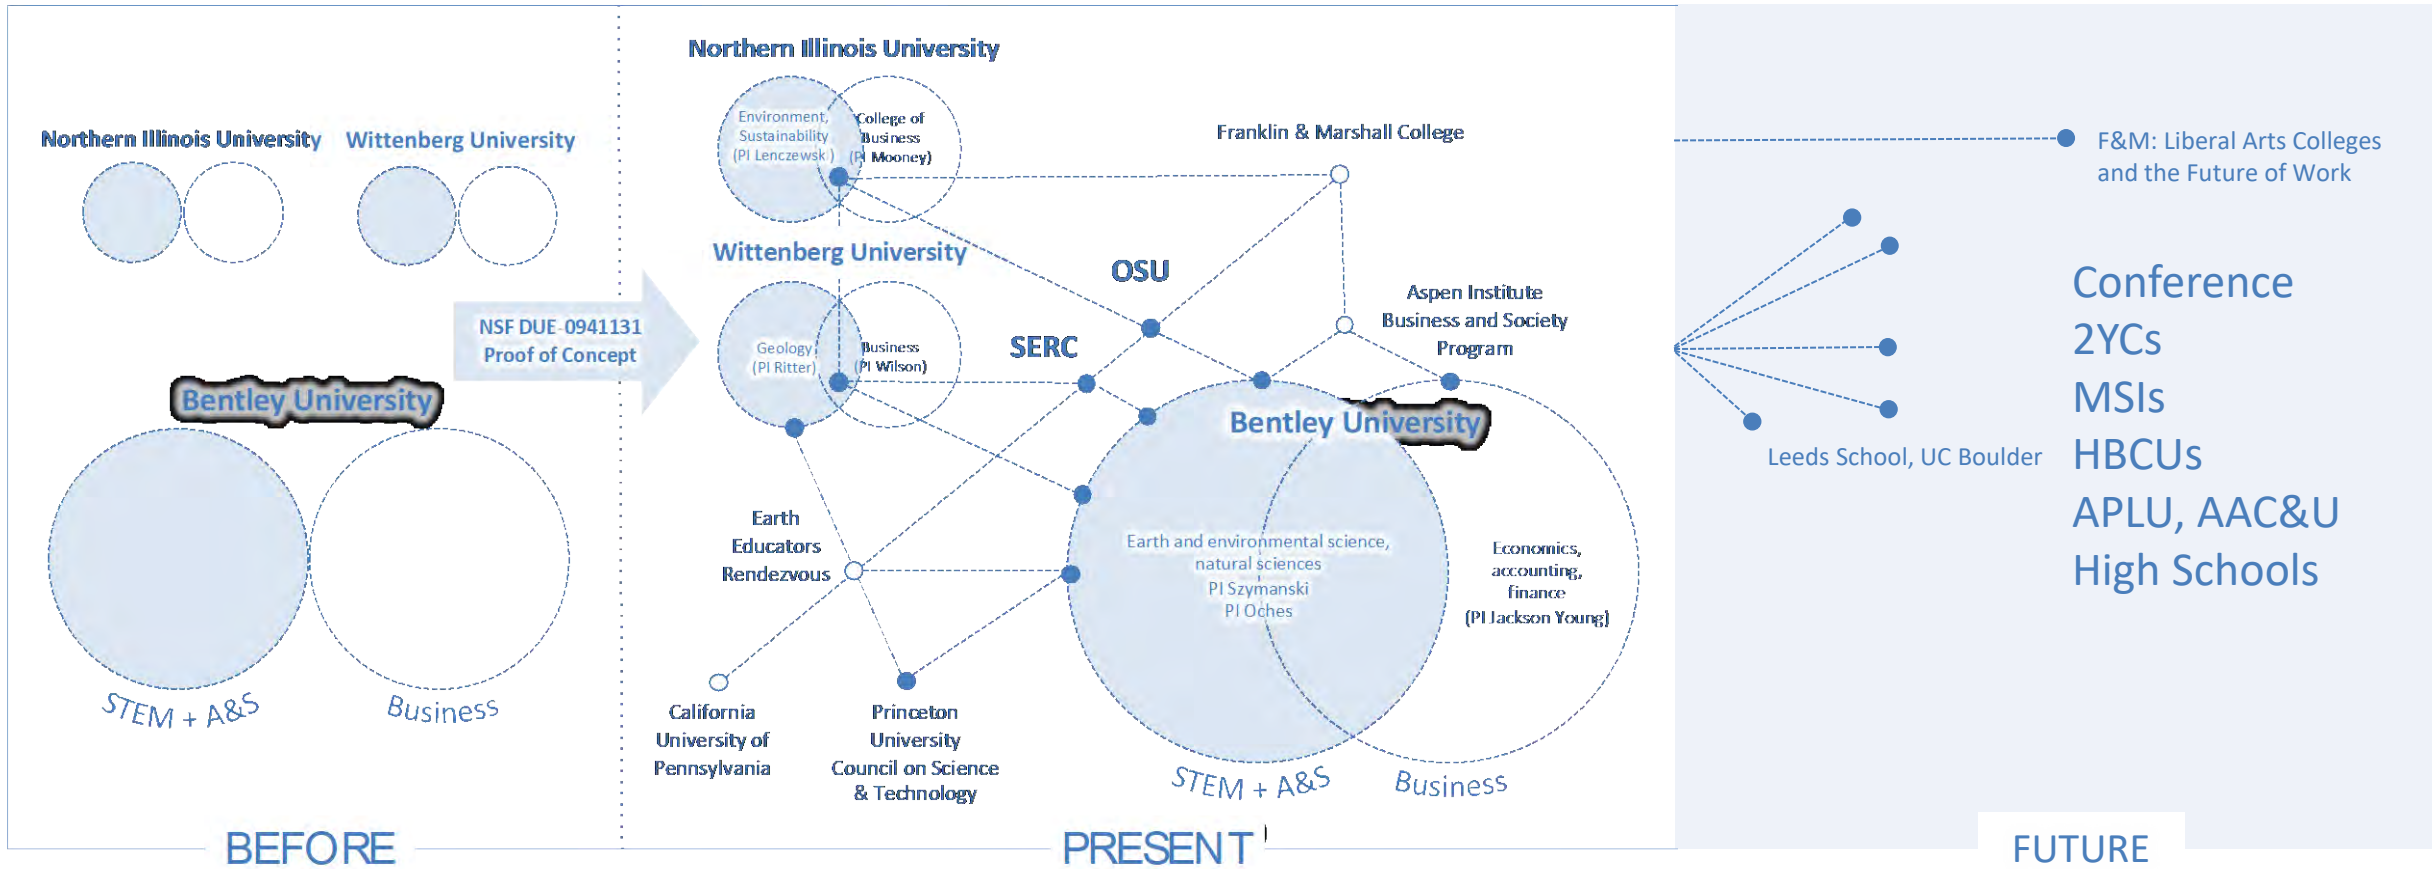 Northern Illinois University
Wittenberg University
Bentley University
STEM + A&S
Business
BEFORE
NSF DUE-0941131
Proof of Concept
Northern Illinois University
Environment,
Sustainability
(PI Lenczewski)
College of
Business
(PI Mooney)
Wittenberg University
Geology
(PI Ritter)
Business
(PI Wilson)
Franklin & Marshall College
OSU
SERC
Aspen Institute
Business and Society
Program
Bentley University
Earth and environmental science,
natural sciences
PI Szymanski
PI Oches
Economics,
accounting,
finance
(PI Jackson Young)
Earth
Educators
Rendezvous
California
University of
Pennsylvania
Princeton
University
Council on Science
& Technology
STEM + A&S
Business
PRESENT
F&M: Liberal Arts Colleges
and the Future of Work
Leeds School, UC Boulder
Conference
2YCs
MSIs
HBCUs
APLU, AAC&U
High Schools
FUTURE